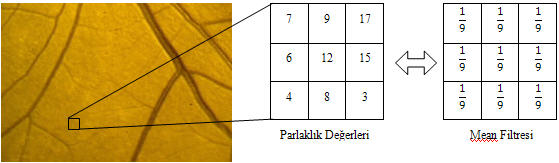 7 9 17 1/9 1/9 1/9
6 12 15 1/9 1/9 1/9
4 8 3 1/9 1/9 1/9
Parlaklık Değerleri Mean Filtresi